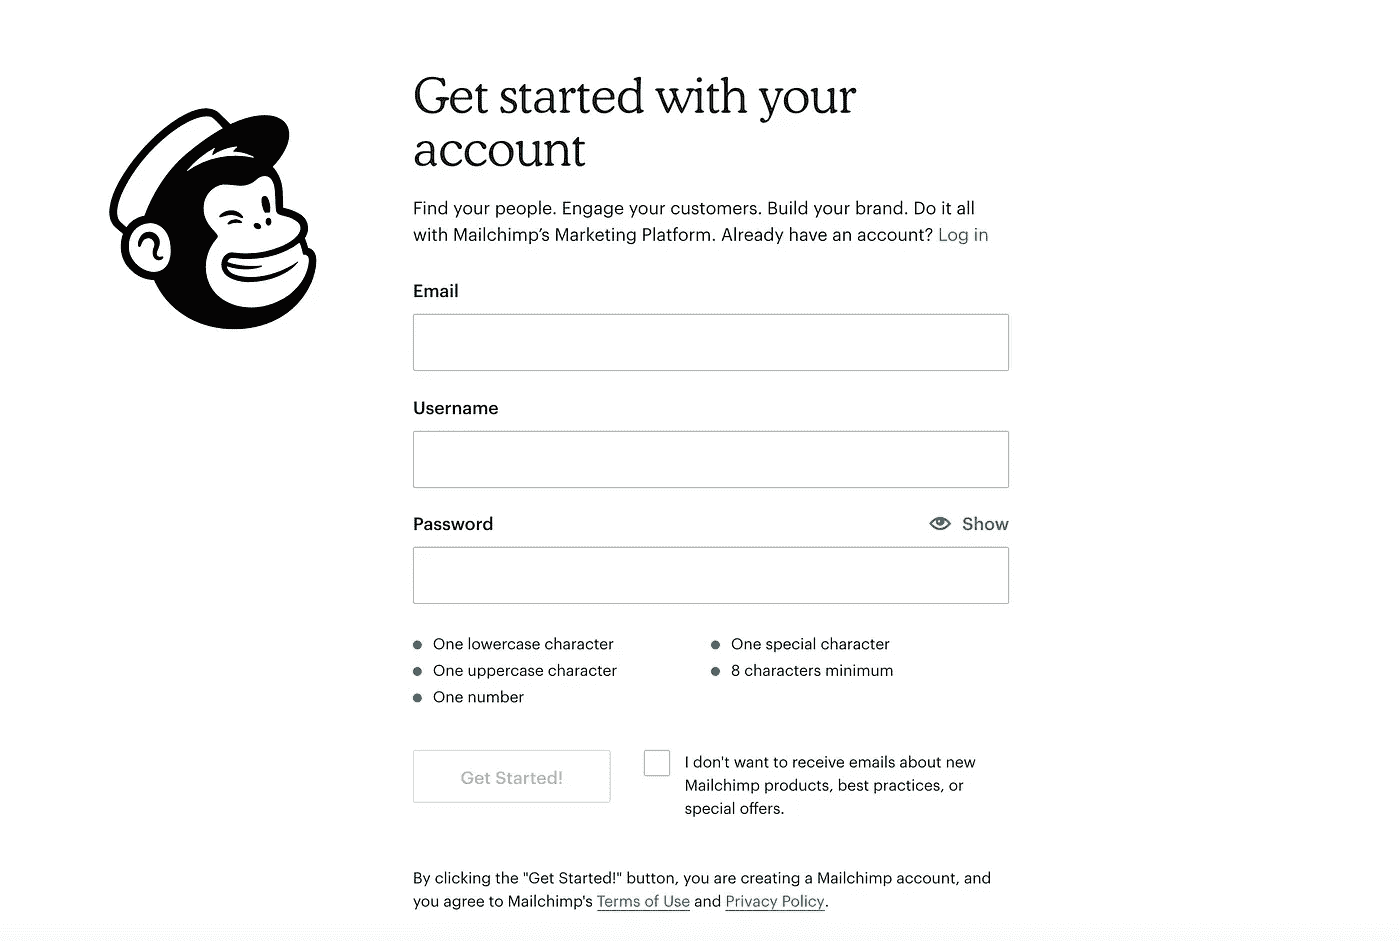 Get started with your
account
Find your people. Engage your customers. Build your brand. Do it all
with Mailchimp’s Marketing Platform. Already have an account? Log in
Email
Username
Password
Show
One lowercase character
One uppercase character
One number
One special character
8 characters minimum
Get Started!
I don't want to receive emails about new
Mailchimp products, best practices, or
special offers.
By clicking the "Get Started!" button, you are creating a Mailchimp account, and
you agree to Mailchimp's Terms of Use and Privacy Policy.